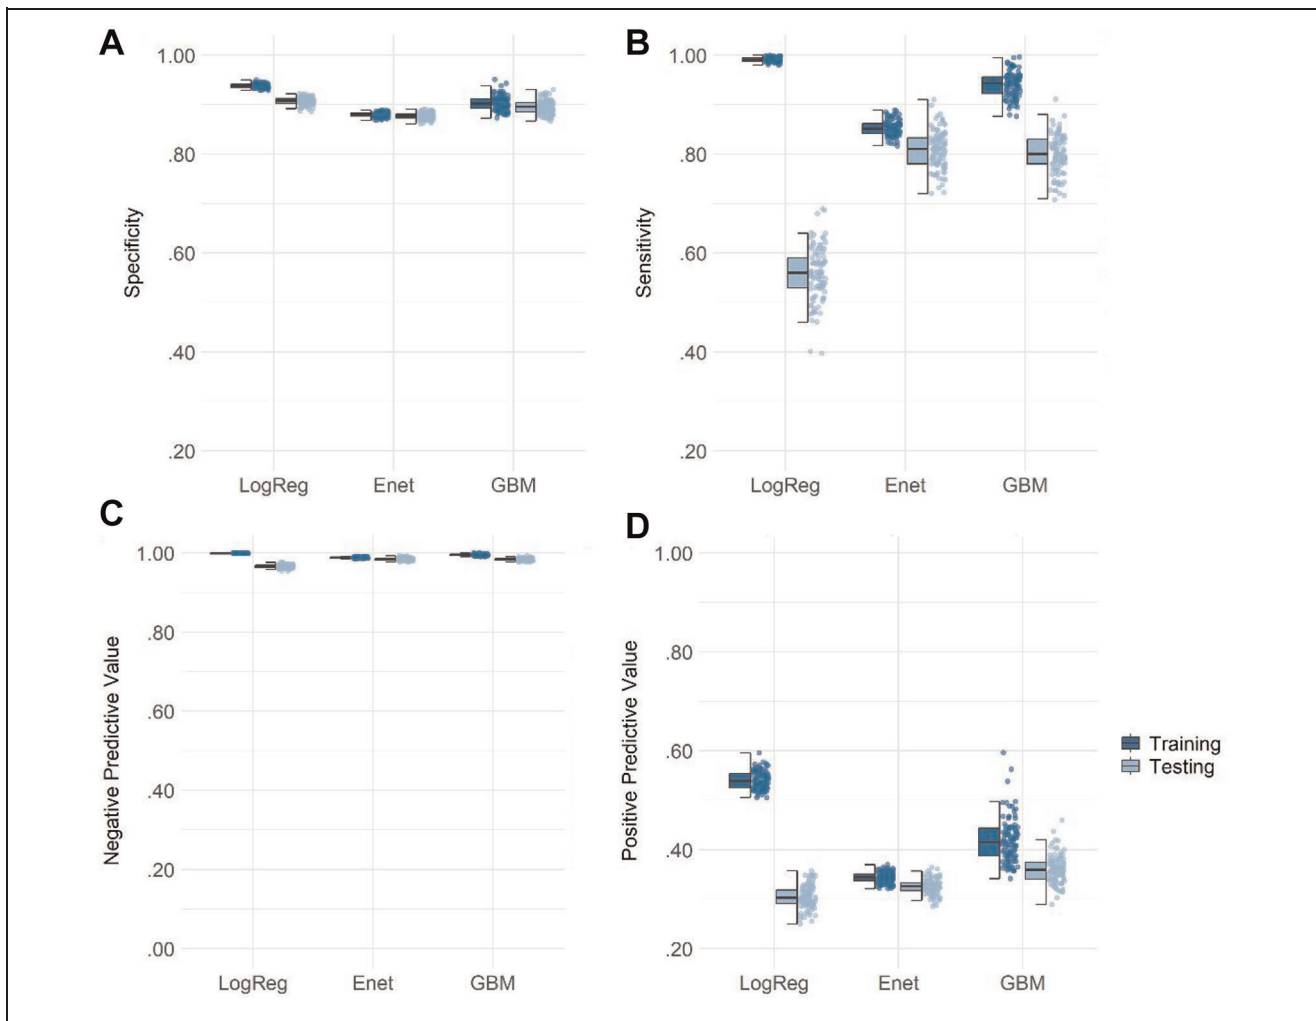 A
1.00
.80
.60
.40
.20
Specificity
LogReg Enet GBM
B
1.00
.80
.60
.40
.20
Sensitivity
LogReg Enet GBM
C
1.00
.80
.60
.40
.20
.00
Negative Predictive Value
LogReg Enet GBM
D
1.00
.80
.60
.40
.20
Positive Predictive Value
LogReg Enet GBM
Training
Testing